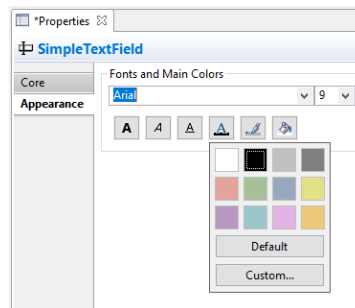 *Properties
SimpleTextField
Core
Appearance
Fonts and Main Colors
Arial
9
A A A A
Default
Custom...